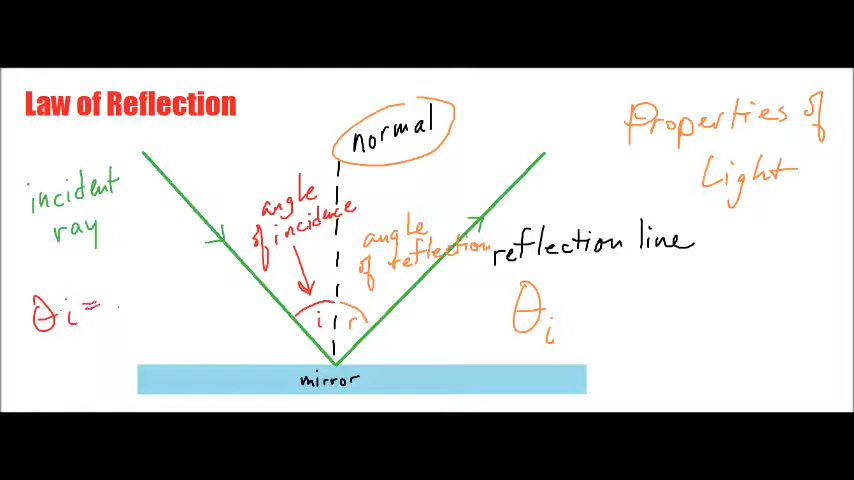 Law of Reflection
normal
Properties of
Light
incident
ray
angle
of incidence
angle
of reflection
reflection line
θi =
i
r
θi
mirror